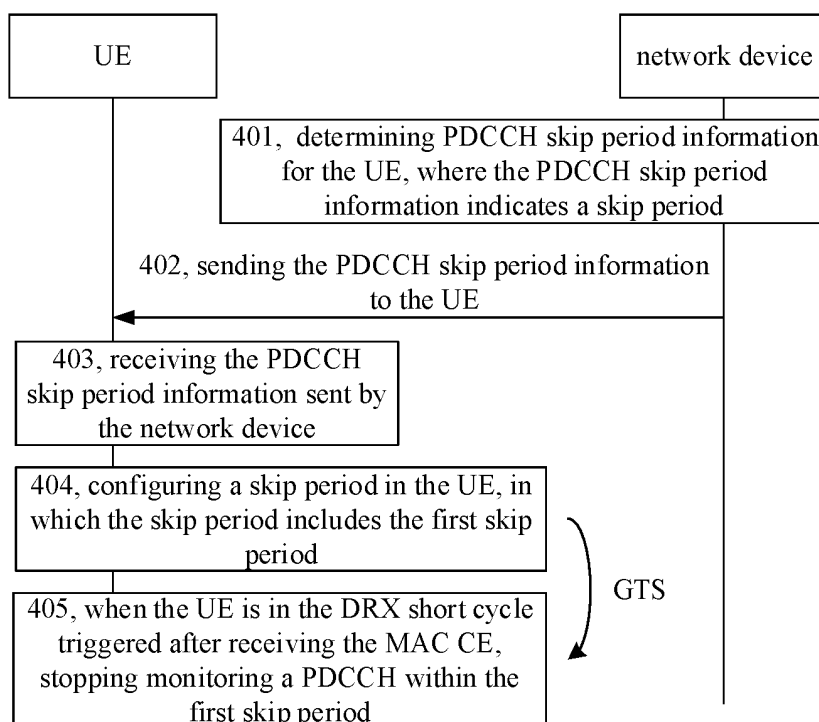 UE
network device
401, determining PDCCH skip period information
for the UE, where the PDCCH skip period
information indicates a skip period
402, sending the PDCCH skip period information
to the UE
403, receiving the PDCCH
skip period information sent by
the network device
404, configuring a skip period in the UE, in
which the skip period includes the first skip
period
GTS
405, when the UE is in the DRX short cycle
triggered after receiving the MAC CE,
stopping monitoring a PDCCH within the
first skip period